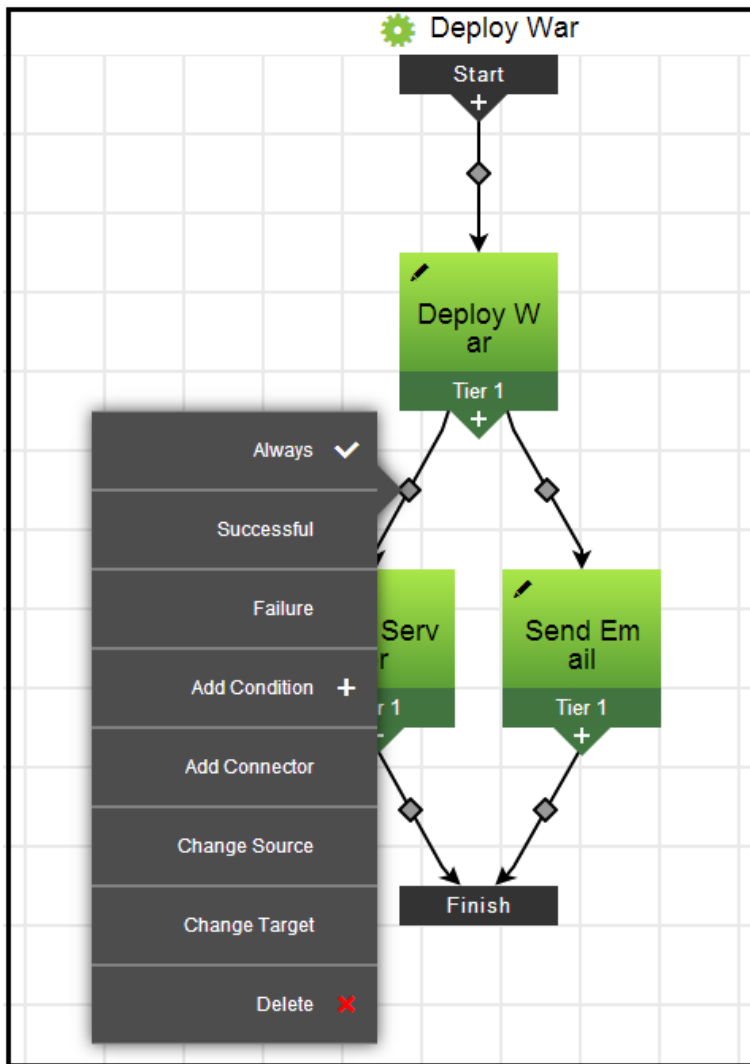 Deploy War
Start
Deploy W
ar
Tier 1
Always
Successful
Failure
Serv
r
Send Em
ail
Add Condition
r 1
Tier 1
Add Connector
Change Source
Change Target
Finish
Delete